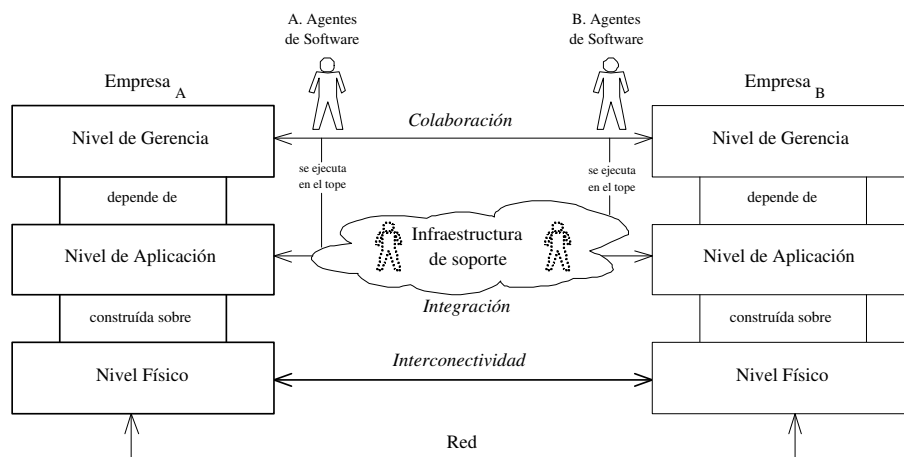 A. Agentes
de Software
B. Agentes
de Software
Empresa A
Empresa B
Nivel de Gerencia
Colaboración
Nivel de Gerencia
se ejecuta
en el tope
se ejecuta
en el tope
depende de
depende de
Nivel de Aplicación
Infraestructura
de soporte
Nivel de Aplicación
Integración
construída sobre
construída sobre
Nivel Físico
Interconectividad
Nivel Físico
Red